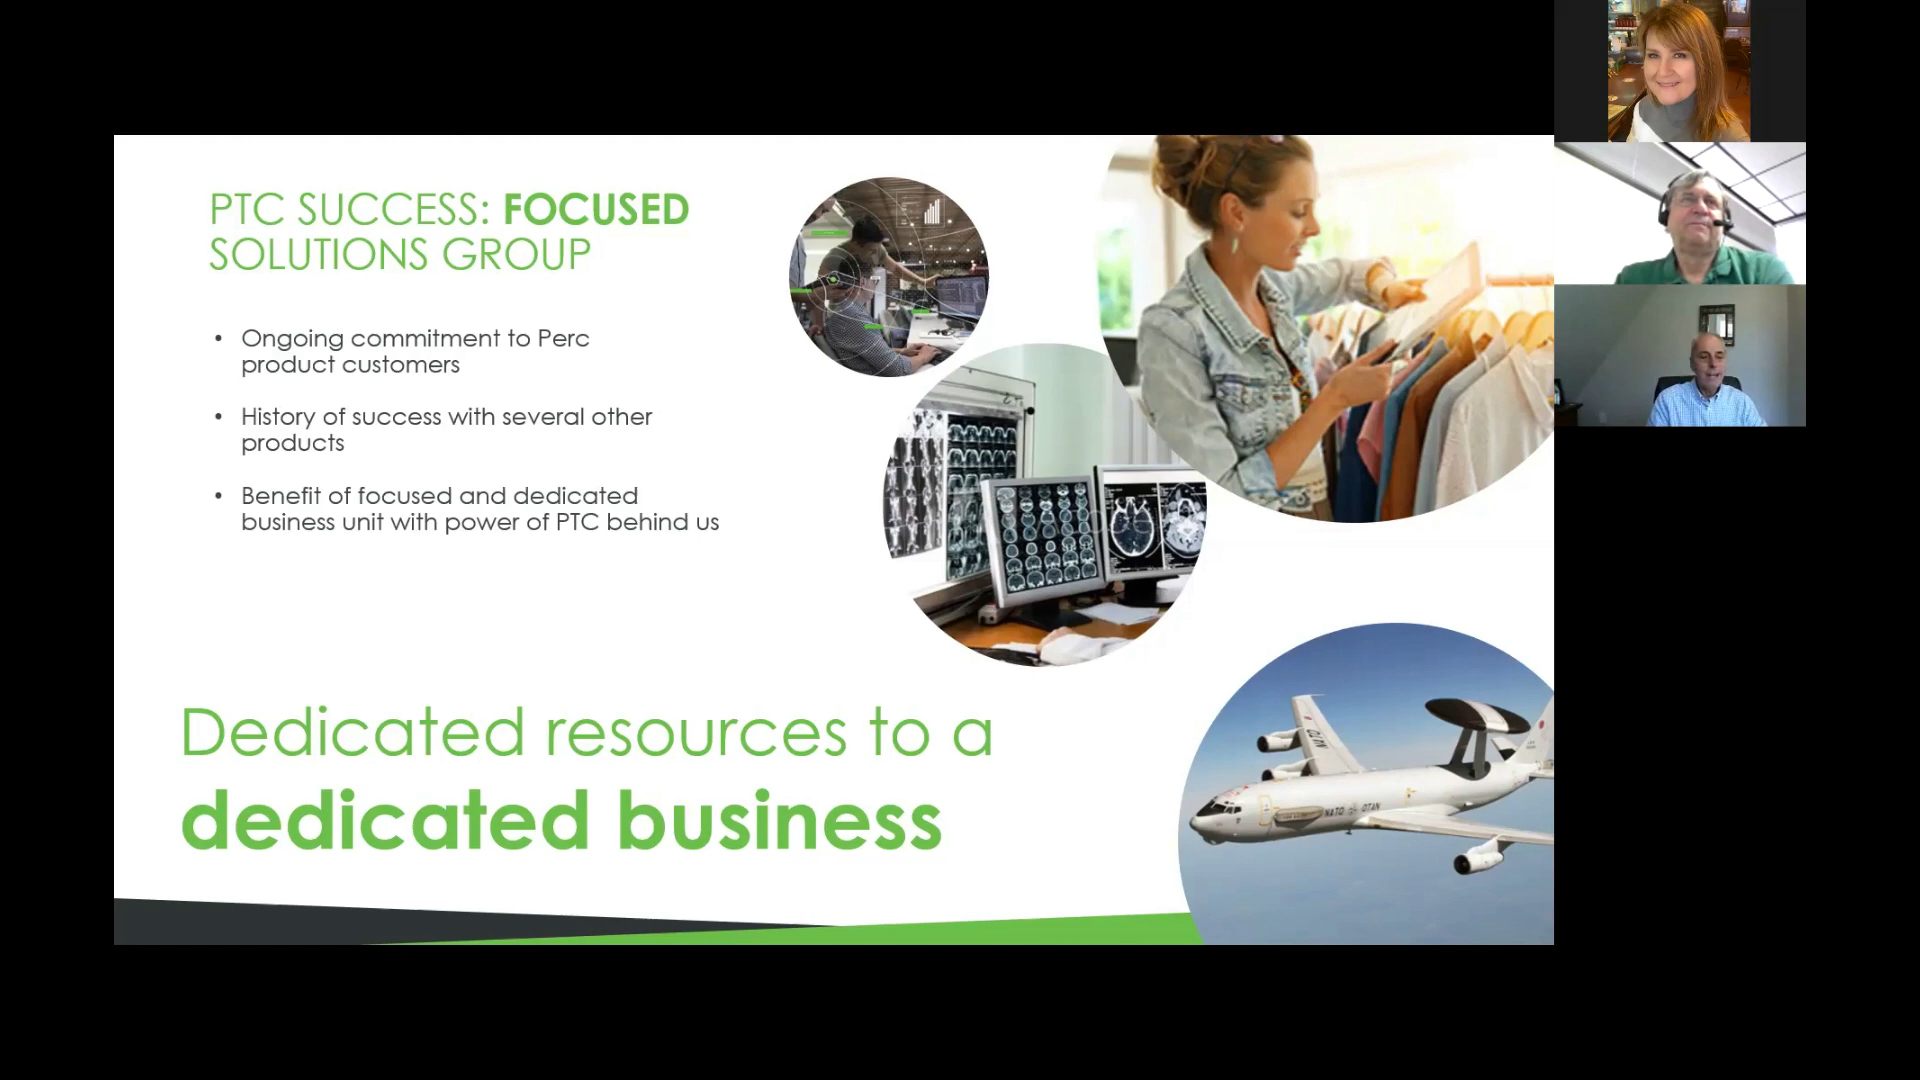 PTC SUCCESS: FOCUSED
SOLUTIONS GROUP
• Ongoing commitment to Perc
product customers
• History of success with several other
products
• Benefit of focused and dedicated
business unit with power of PTC behind us
Dedicated resources to a
dedicated business
NATO
NATO OTAN